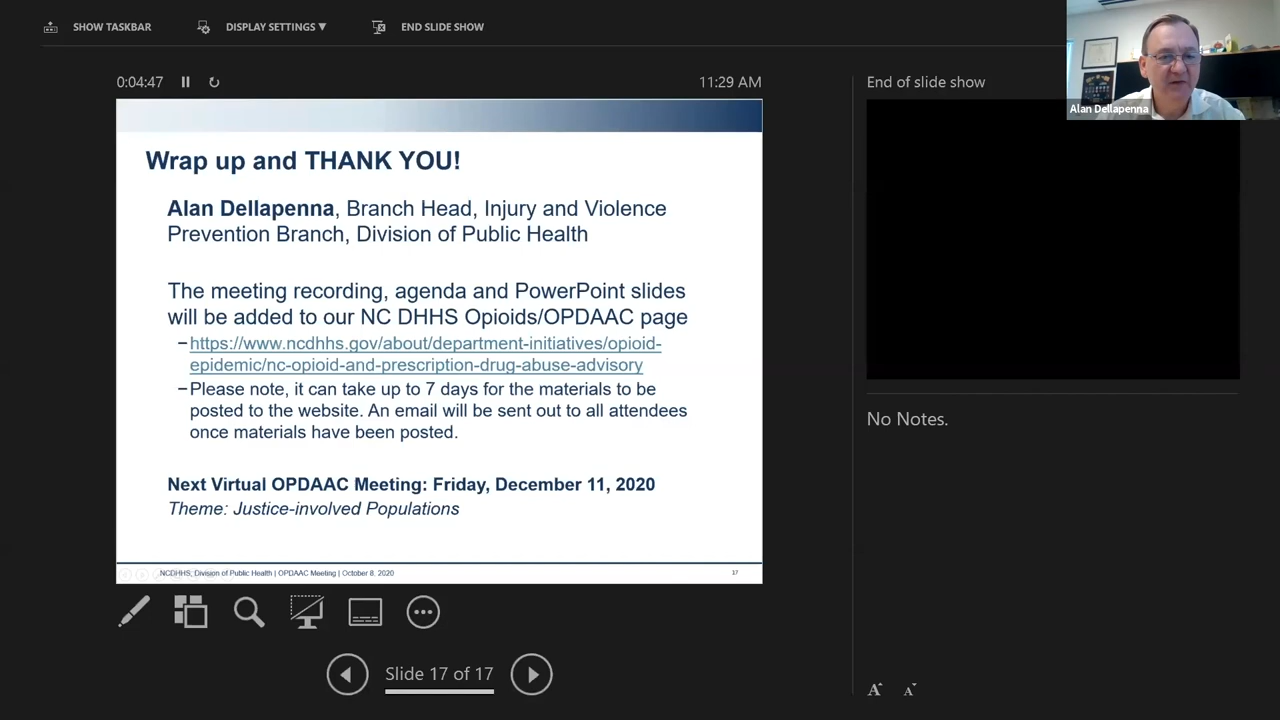 SHOW TASKBAR
DISPLAY SETTINGS ▼
END SLIDE SHOW
0:04:47
11:29 AM
End of slide show
Alan Dellapenna
Wrap up and THANK YOU!
Alan Dellapenna, Branch Head, Injury and Violence
Prevention Branch, Division of Public Health
The meeting recording, agenda and PowerPoint slides
will be added to our NC DHHS Opioids/OPDAAC page
–https://www.ncdhhs.gov/about/department-initiatives/opioid-
epidemic/nc-opioid-and-prescription-drug-abuse-advisory
–Please note, it can take up to 7 days for the materials to be
posted to the website. An email will be sent out to all attendees
once materials have been posted.
Next Virtual OPDAAC Meeting: Friday, December 11, 2020
Theme: Justice-involved Populations
NCDHHS, Division of Public Health | OPDAAC Meeting | October 8, 2020
17
No Notes.
Slide 17 of 17
A A